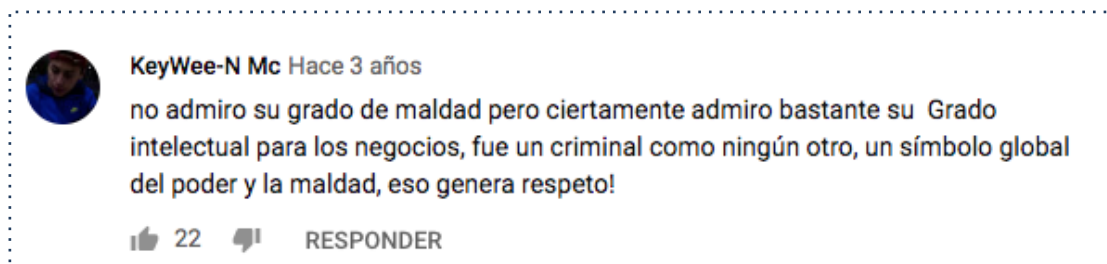 KeyWee-N Mc Hace 3 años
no admiro su grado de maldad pero ciertamente admiro bastante su  Grado
intelectual para los negocios, fue un criminal como ningún otro, un símbolo global
del poder y la maldad, eso genera respeto!
22 RESPONDER